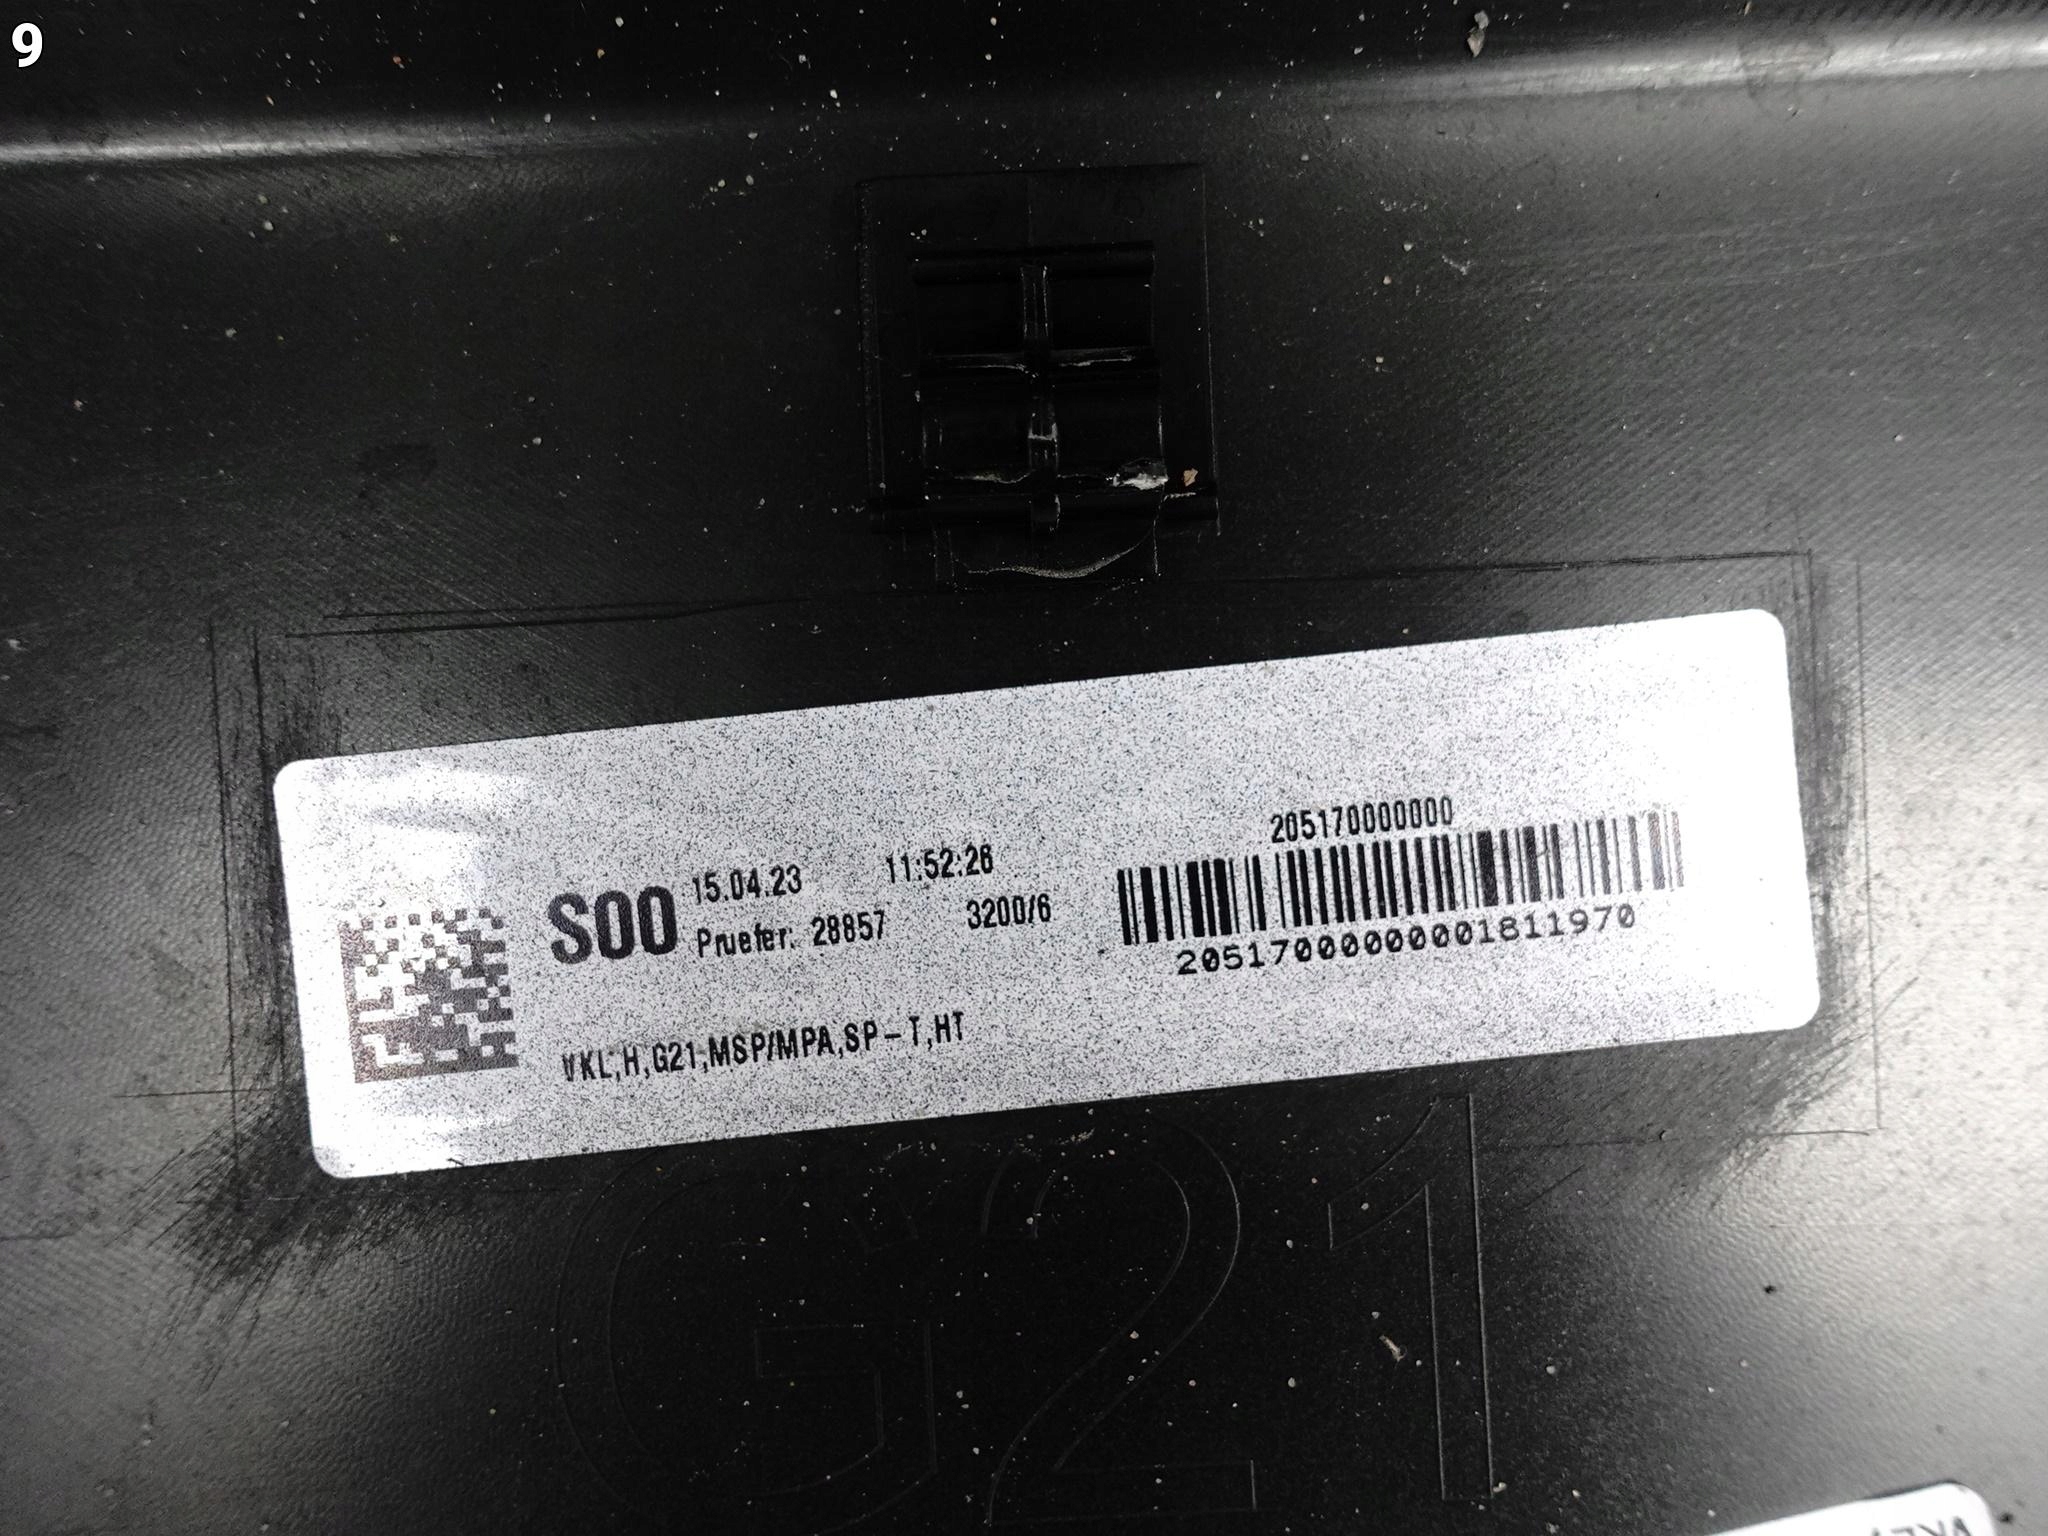 9
205170000000
S00 15.04.23 11:52:26
Pruefer: 28857 3200/6
205170000000001811970
VKL,H,G21,MSP/MPA,SP-T,HT
G21